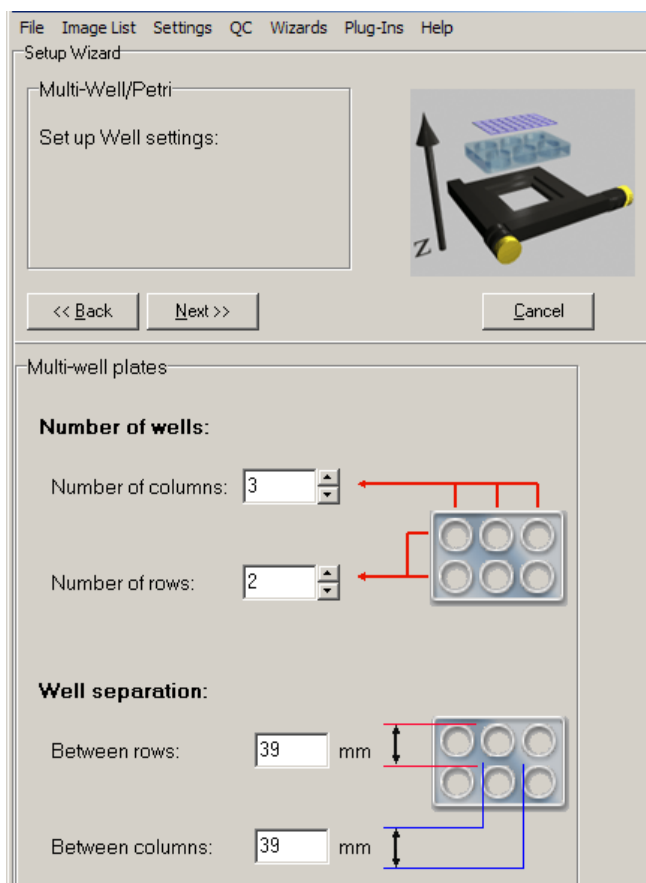 File Image List Settings QC Wizards Plug-Ins Help
Setup Wizard
Multi-Well/Petri
Set up Well settings:
Z
<< Back Next >> Cancel
Multi-well plates
Number of wells:
Number of columns: 3
Number of rows: 2
Well separation:
Between rows: 39 mm
Between columns: 39 mm